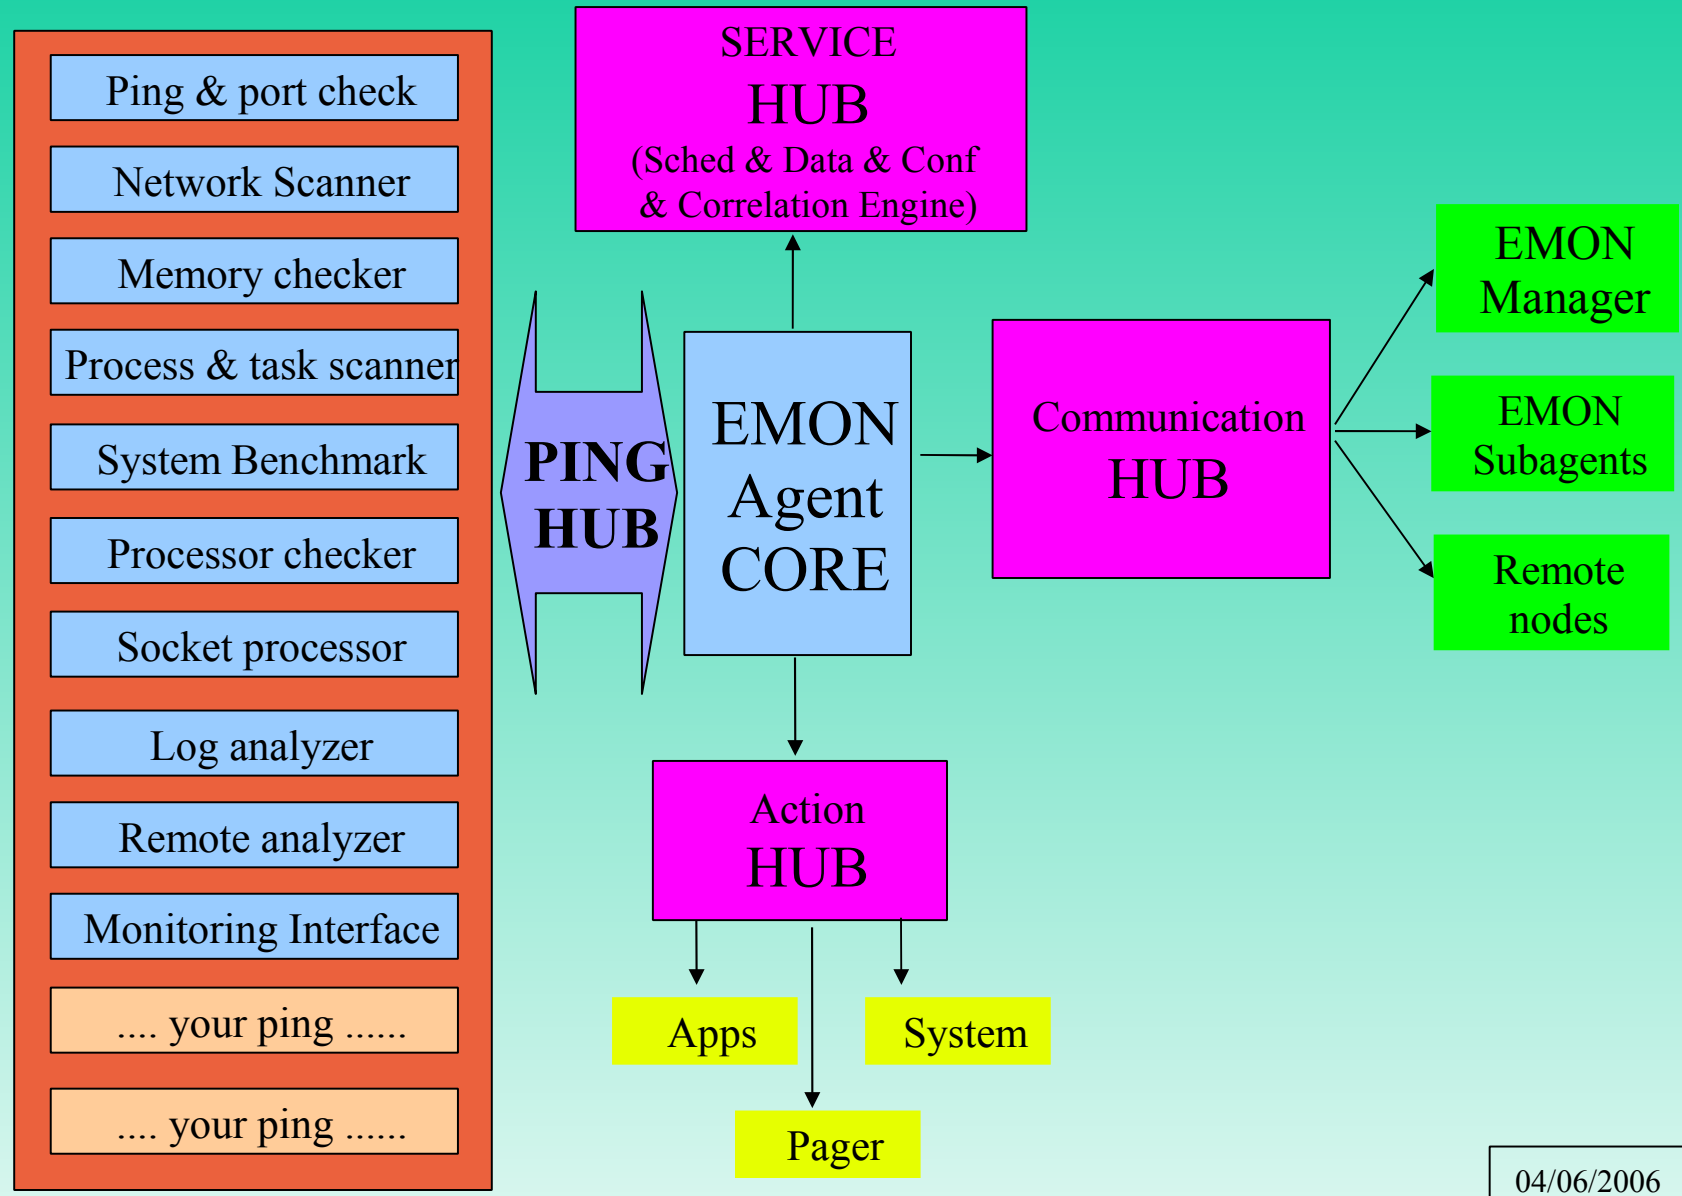 Ping & port check
Network Scanner
Memory checker
Process & task scanner
System Benchmark
Processor checker
Socket processor
Log analyzer
Remote analyzer
Monitoring Interface
.... your ping ......
.... your ping ......
PING
HUB
SERVICE
HUB
(Sched & Data & Conf
& Correlation Engine)
EMON
Agent
CORE
Communication
HUB
EMON
Manager
EMON
Subagents
Remote
nodes
Action
HUB
Apps
System
Pager
04/06/2006